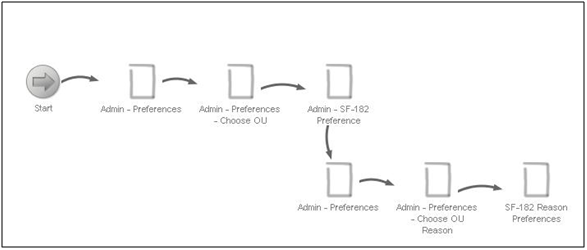 Start
Admin - Preferences
Admin - Preferences
- Choose OU
Admin - SF-182
Preference
Admin - Preferences
Admin - Preferences
- Choose OU
Reason
SF-182 Reason
Preferences